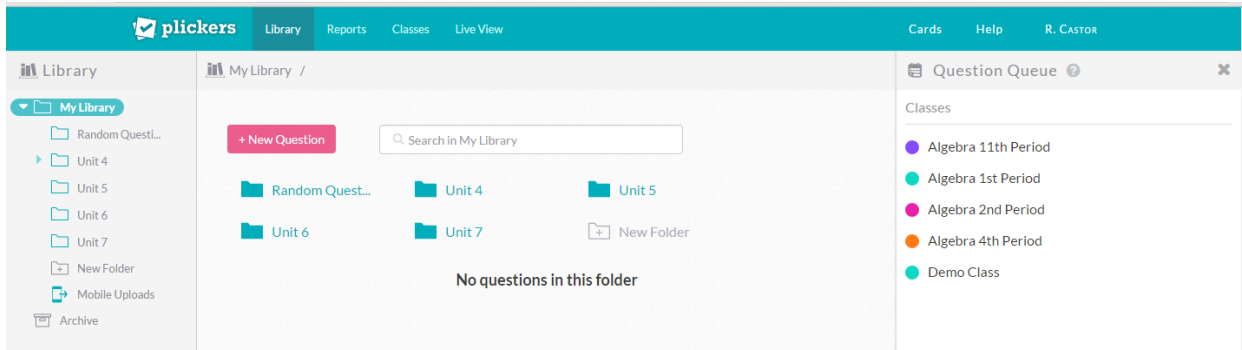 plickers Library Reports Classes Live View Cards Help R. Castor
Library
My Library
Random Questi...
Unit 4
Unit 5
Unit 6
Unit 7
New Folder
Mobile Uploads
Archive
My Library /
+ New Question Search in My Library
Random Quest... Unit 4 Unit 5
Unit 6 Unit 7 New Folder
No questions in this folder
Question Queue ?
Classes
Algebra 11th Period
Algebra 1st Period
Algebra 2nd Period
Algebra 4th Period
Demo Class